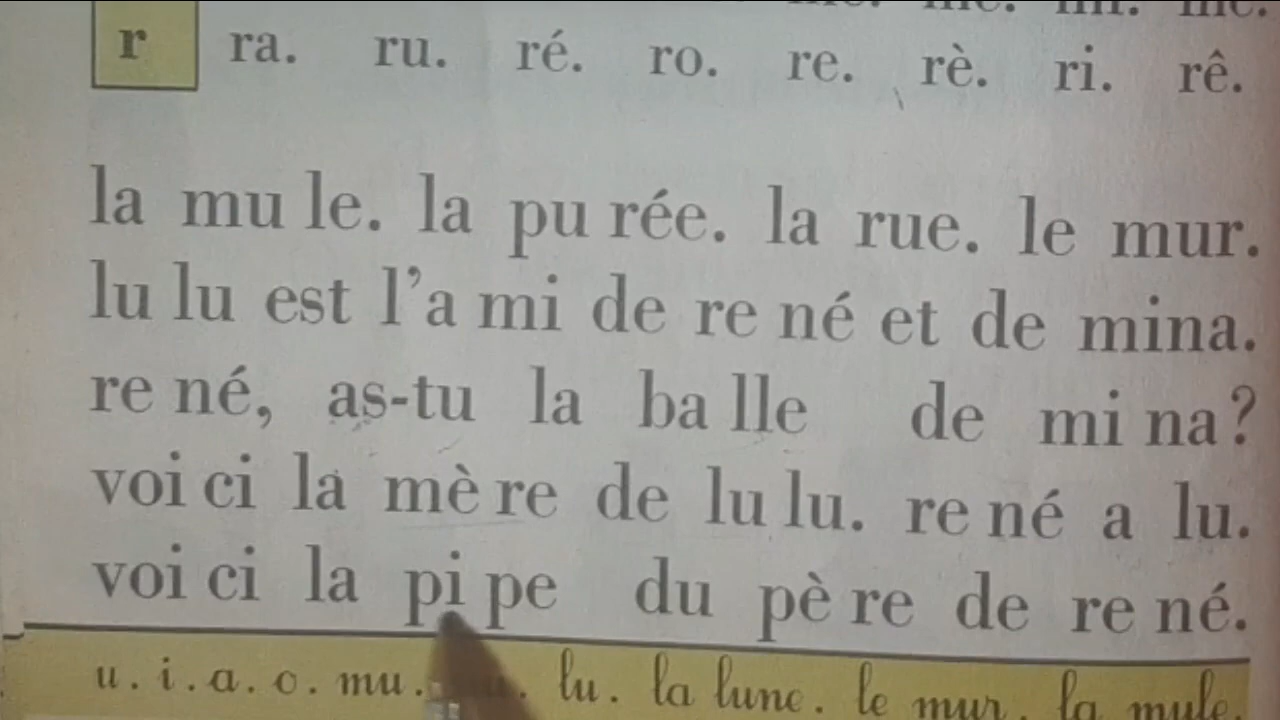 r ra. ru. ré. ro. re. rè. ri. rê.
la mu le. la pu rée. la rue. le mur.
lu lu est l'a mi de re né et de mina.
re né, as-tu la ba lle de mi na?
voi ci la mè re de lu lu. re né a lu.
voi ci la pi pe du pè re de re né.
u. i. a. o. mu. lu. la lune. le mur. la mule.